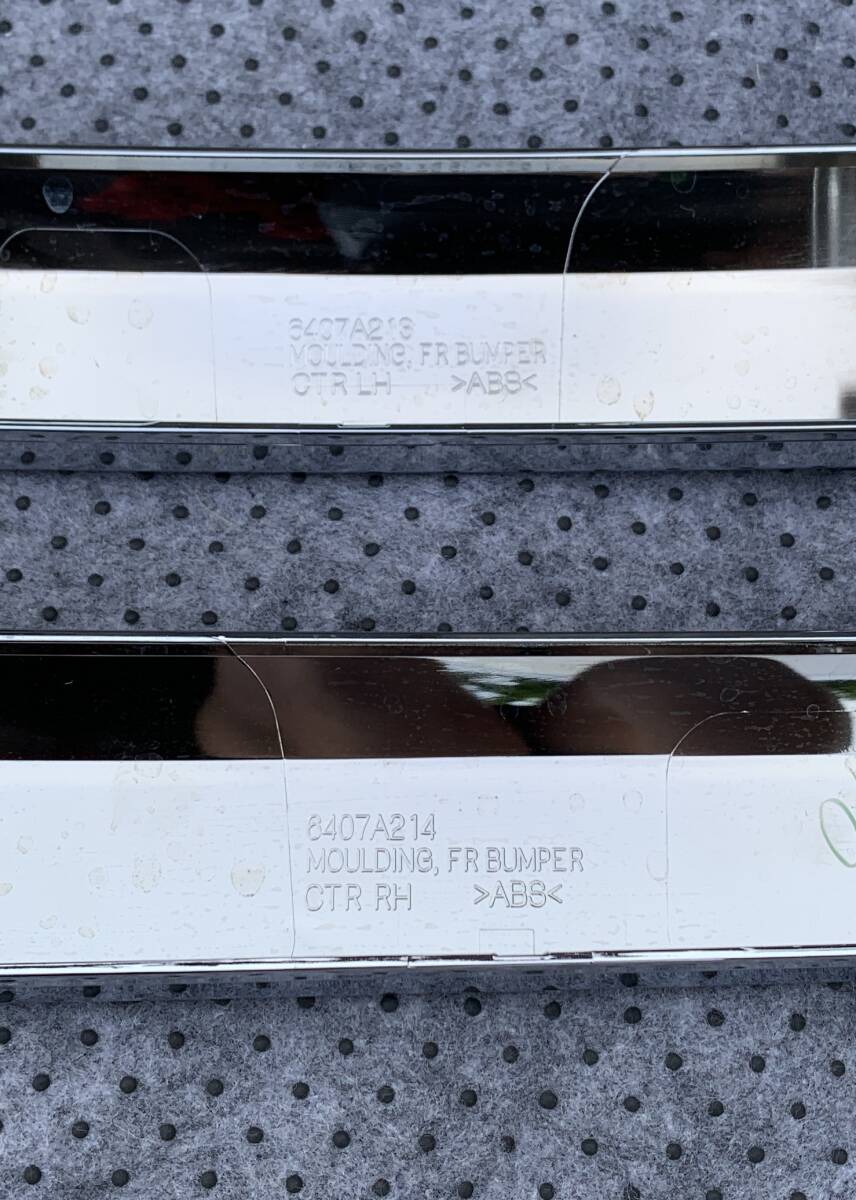 6407A213
MOULDING, FR BUMPER
CTR LH >ABS<
6407A214
MOULDING, FR BUMPER
CTR RH >ABS<